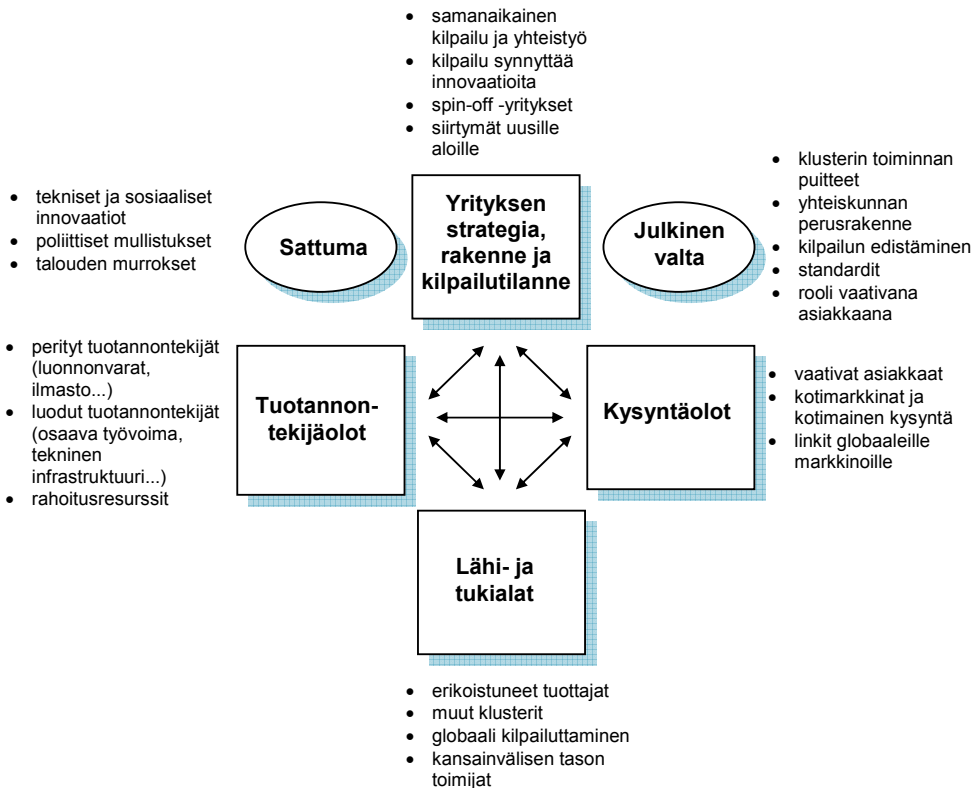 • samanaikainen
kilpailu ja yhteistyö
• kilpailu synnyttää
innovaatioita
• spin-off -yritykset
• siirtymät uusille
aloille
• tekniset ja sosiaaliset
innovaatiot
• poliittiset mullistukset
• talouden murrokset
Sattuma
Yrityksen
strategia,
rakenne ja
kilpailutilanne
Julkinen
valta
• klusterin toiminnan
puitteet
• yhteiskunnan
perusrakenne
• kilpailun edistäminen
• standardit
• rooli vaativana
asiakkaana
• perityt tuotannontekijät
(luonnonvarat,
ilmasto...)
• luodut tuotannontekijät
(osaava työvoima,
tekninen
infrastruktuuri...)
• rahoitusresurssit
Tuotannon-
tekijäolot
Kysyntäolot
• vaativat asiakkaat
• kotimarkkinat ja
kotimainen kysyntä
• linkit globaaleille
markkinoille
Lähi- ja
tukialat
• erikoistuneet tuottajat
• muut klusterit
• globaali kilpailuttaminen
• kansainvälisen tason
toimijat